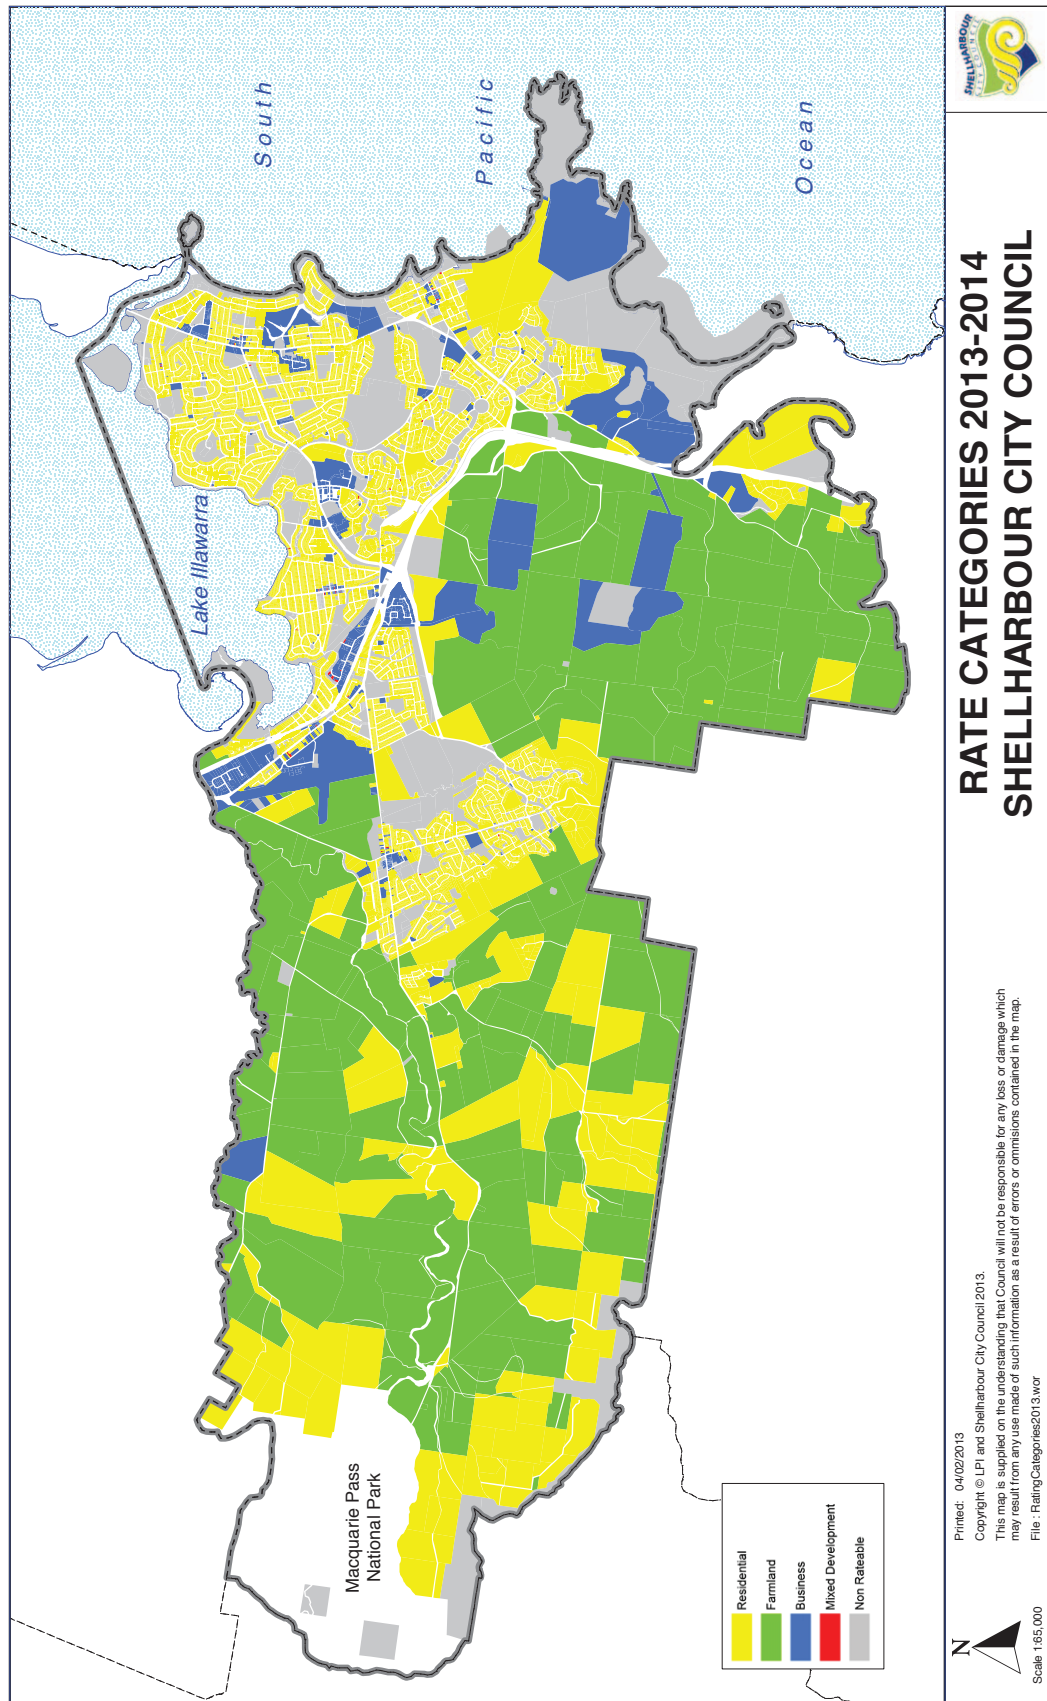 South
Pacific
Ocean
Lake Illawarra
Macquarie Pass
National Park
Residential
Farmland
Business
Mixed Development
Non Rateable
N
Scale 1:65,000
Printed: 04/02/2013
Copyright © LPI and Shellharbour City Council 2013.
This map is supplied on the understanding that Council will not be responsible for any loss or damage which
may result from any use made of such information as a result of errors or ommisions contained in the map.
File : RatingCategories2013.wor
RATE CATEGORIES 2013-2014
SHELLHARBOUR CITY COUNCIL
SHELLHARBOUR
CITY COUNCIL